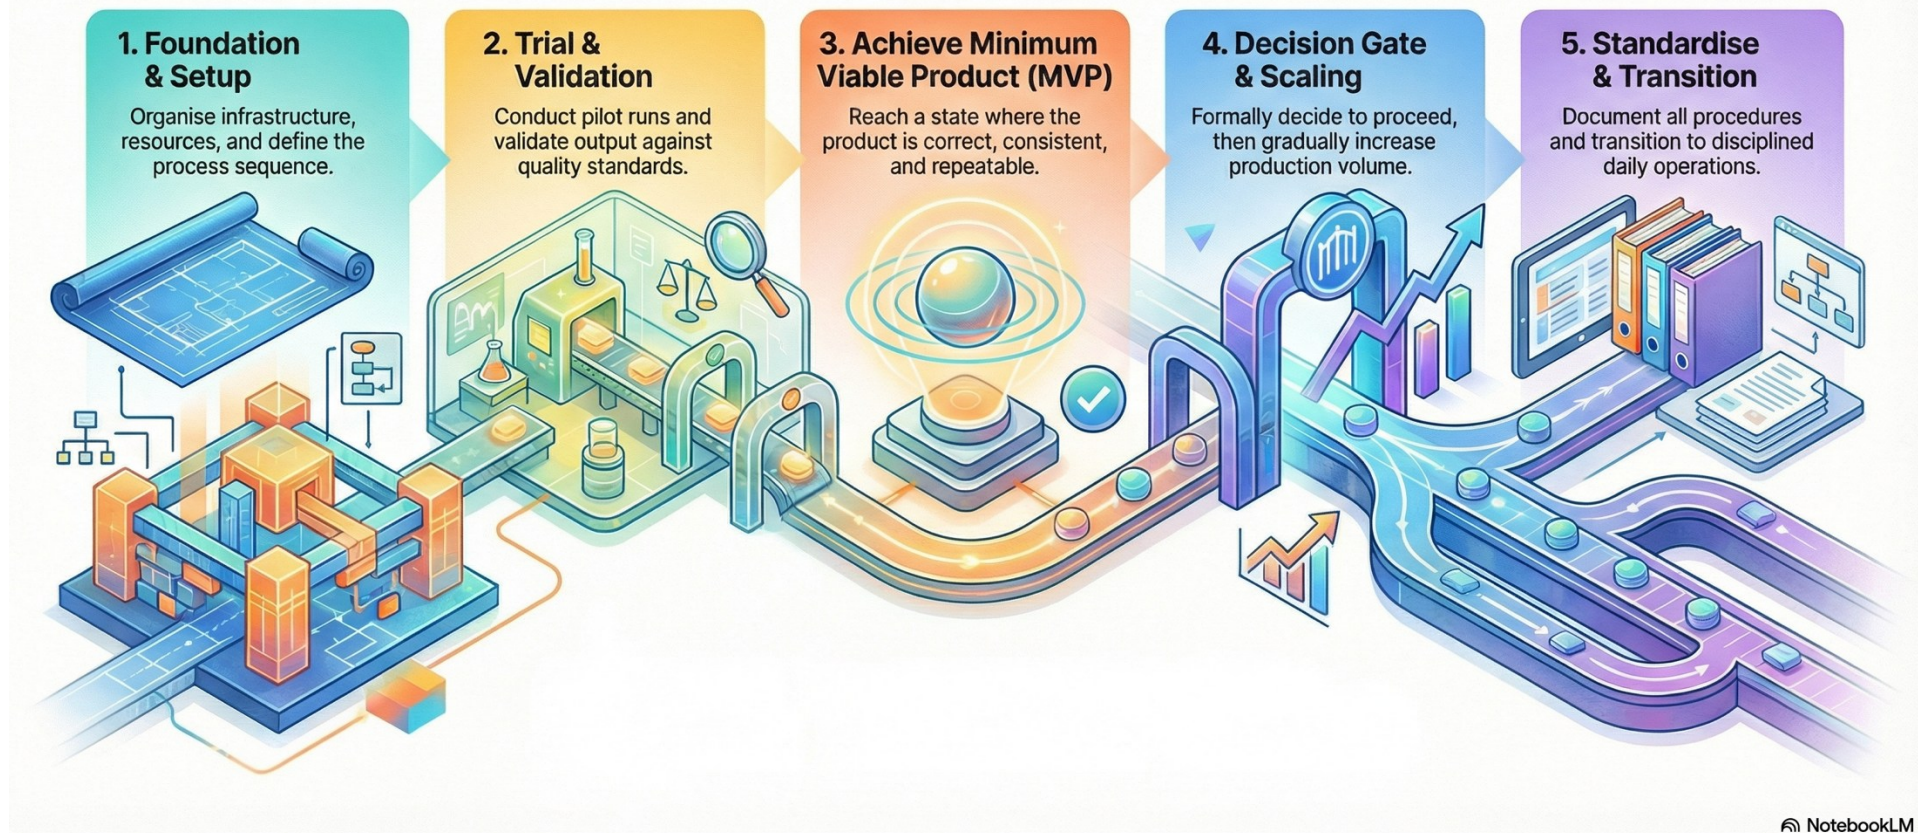 1. Foundation
& Setup
Organise infrastructure,
resources, and define the
process sequence.
2. Trial &
Validation
Conduct pilot runs and
validate output against
quality standards.
3. Achieve Minimum
Viable Product (MVP)
Reach a state where the
product is correct, consistent,
and repeatable.
4. Decision Gate
& Scaling
Formally decide to proceed,
then gradually increase
production volume.
5. Standardise
& Transition
Document all procedures
and transition to disciplined
daily operations.
NotebookLM